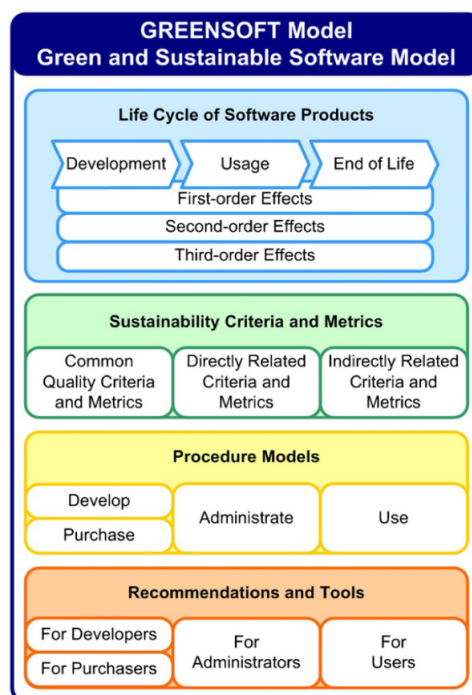 GREENSOFT Model
Green and Sustainable Software Model
Life Cycle of Software Products
Development
Usage
End of Life
First-order Effects
Second-order Effects
Third-order Effects
Sustainability Criteria and Metrics
Common
Quality Criteria
and Metrics
Directly Related
Criteria and
Metrics
Indirectly Related
Criteria and
Metrics
Procedure Models
Develop
Purchase
Administrate
Use
Recommendations and Tools
For Developers
For Purchasers
For
Administrators
For
Users